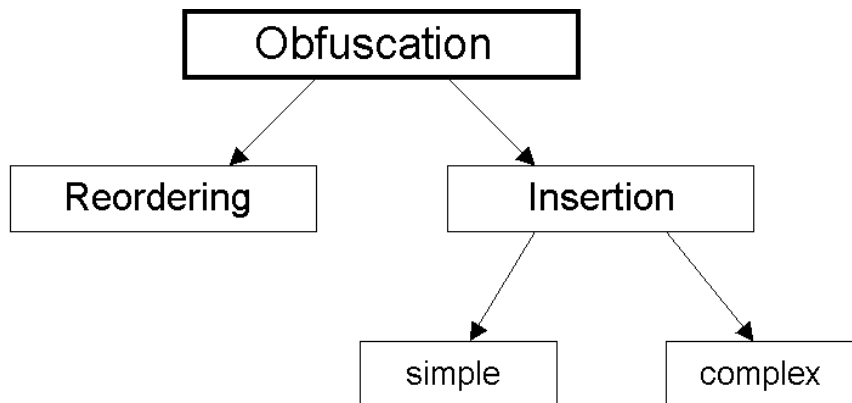 Obfuscation
Reordering
Insertion
simple
complex